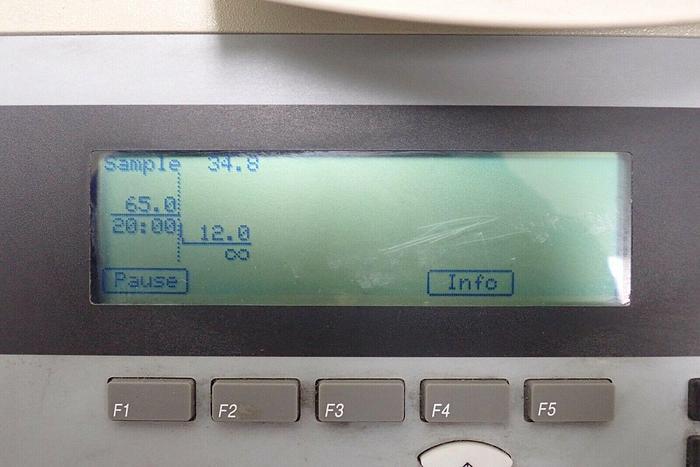 Sample 34.8
65.0
20:00
12.0
∞
Pause Info
F1 F2 F3 F4 F5